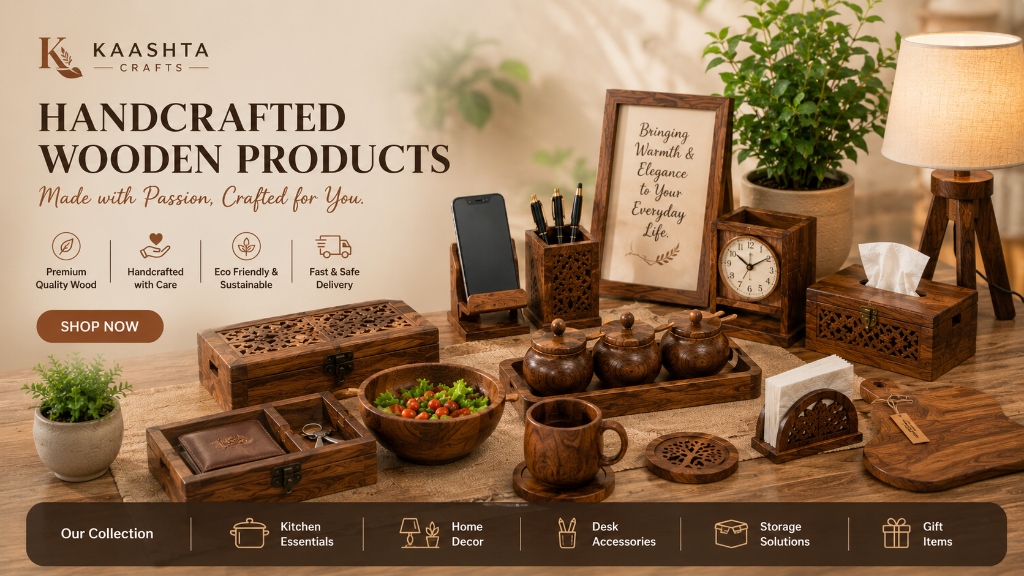 KAASHTA
CRAFTS
HANDCRAFTED
WOODEN PRODUCTS
Made with Passion, Crafted for You.
Premium
Quality Wood
Handcrafted
with Care
Eco Friendly &
Sustainable
Fast & Safe
Delivery
SHOP NOW
Bringing
Warmth &
Elegance
to Your
Everyday
Life.
Our Collection
Kitchen
Essentials
Home
Decor
Desk
Accessories
Storage
Solutions
Gift
Items